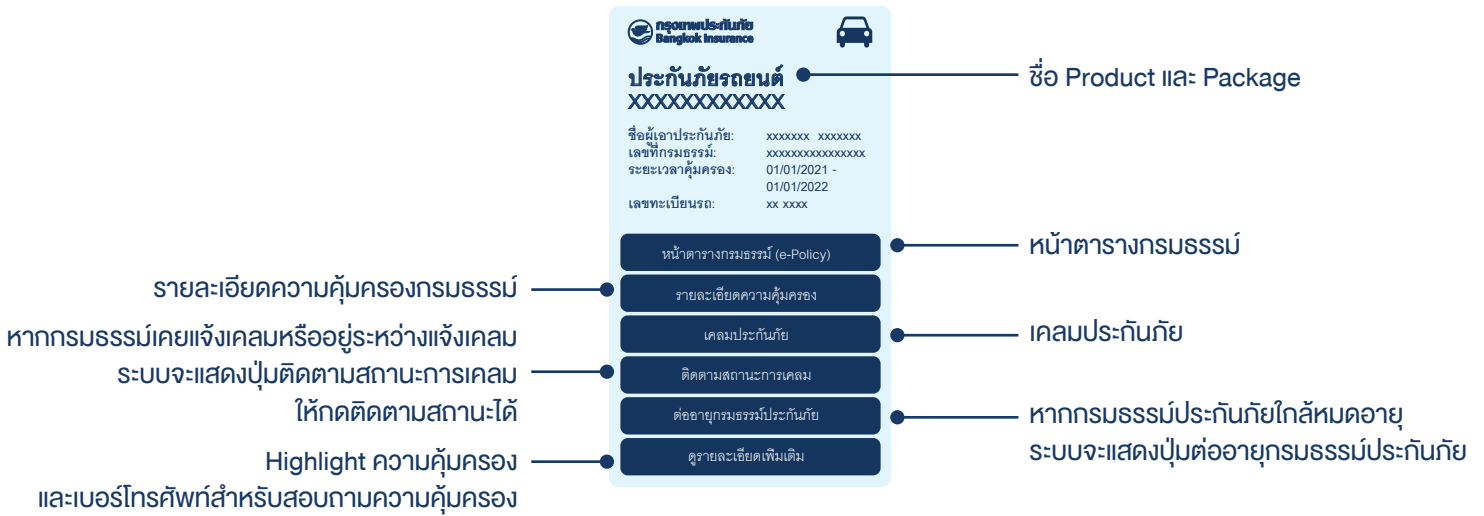 กรุงเทพประกันภัย
Bangkok Insurance
ประกันภัยรถยนต์
XXXXXXXXXXXX
ชื่อผู้เอาประกันภัย: xxxxxxx xxxxxxx
เลขที่กรมธรรม์: xxxxxxxxxxxxxxxx
ระยะเวลาคุ้มครอง: 01/01/2021 -
01/01/2022
เลขทะเบียนรถ: xx xxxx
หน้าตารางกรมธรรม์ (e-Policy)
รายละเอียดความคุ้มครอง
เคลมประกันภัย
ติดตามสถานะการเคลม
ต่ออายุกรมธรรม์ประกันภัย
ดูรายละเอียดเพิ่มเติม
ชื่อ Product และ Package
หน้าตารางกรมธรรม์
รายละเอียดความคุ้มครองกรมธรรม์
เคลมประกันภัย
หากกรมธรรม์เคยแจ้งเคลมหรืออยู่ระหว่างแจ้งเคลม
ระบบจะแสดงปุ่มติดตามสถานะการเคลม
ให้กดติดตามสถานะได้
หากกรมธรรม์ประกันภัยใกล้หมดอายุ
ระบบจะแสดงปุ่มต่ออายุกรมธรรม์ประกันภัย
Highlight ความคุ้มครอง
และเบอร์โทรศัพท์สำหรับสอบถามความคุ้มครอง